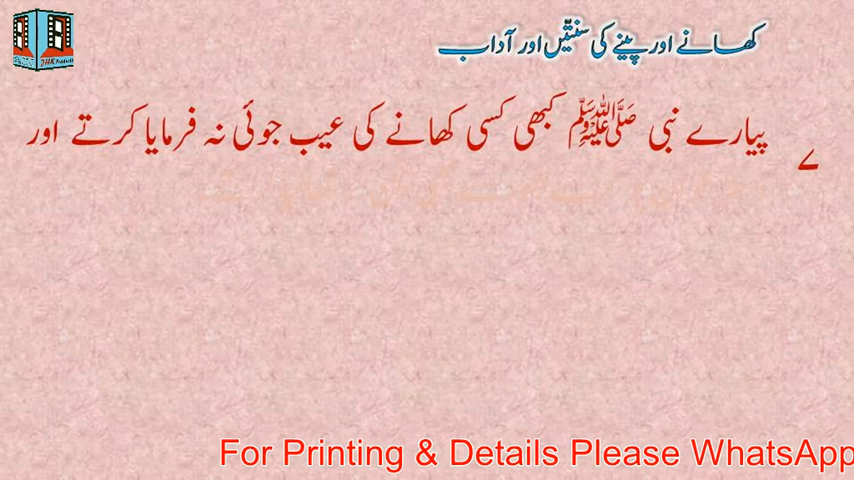 کھانے اور پینے کی سنتیں اور آداب
۷ پیارے نبی ﷺ کبھی کسی کھانے کی عیب جوئی نہ فرمایا کرتے اور
For Printing & Details Please WhatsApp